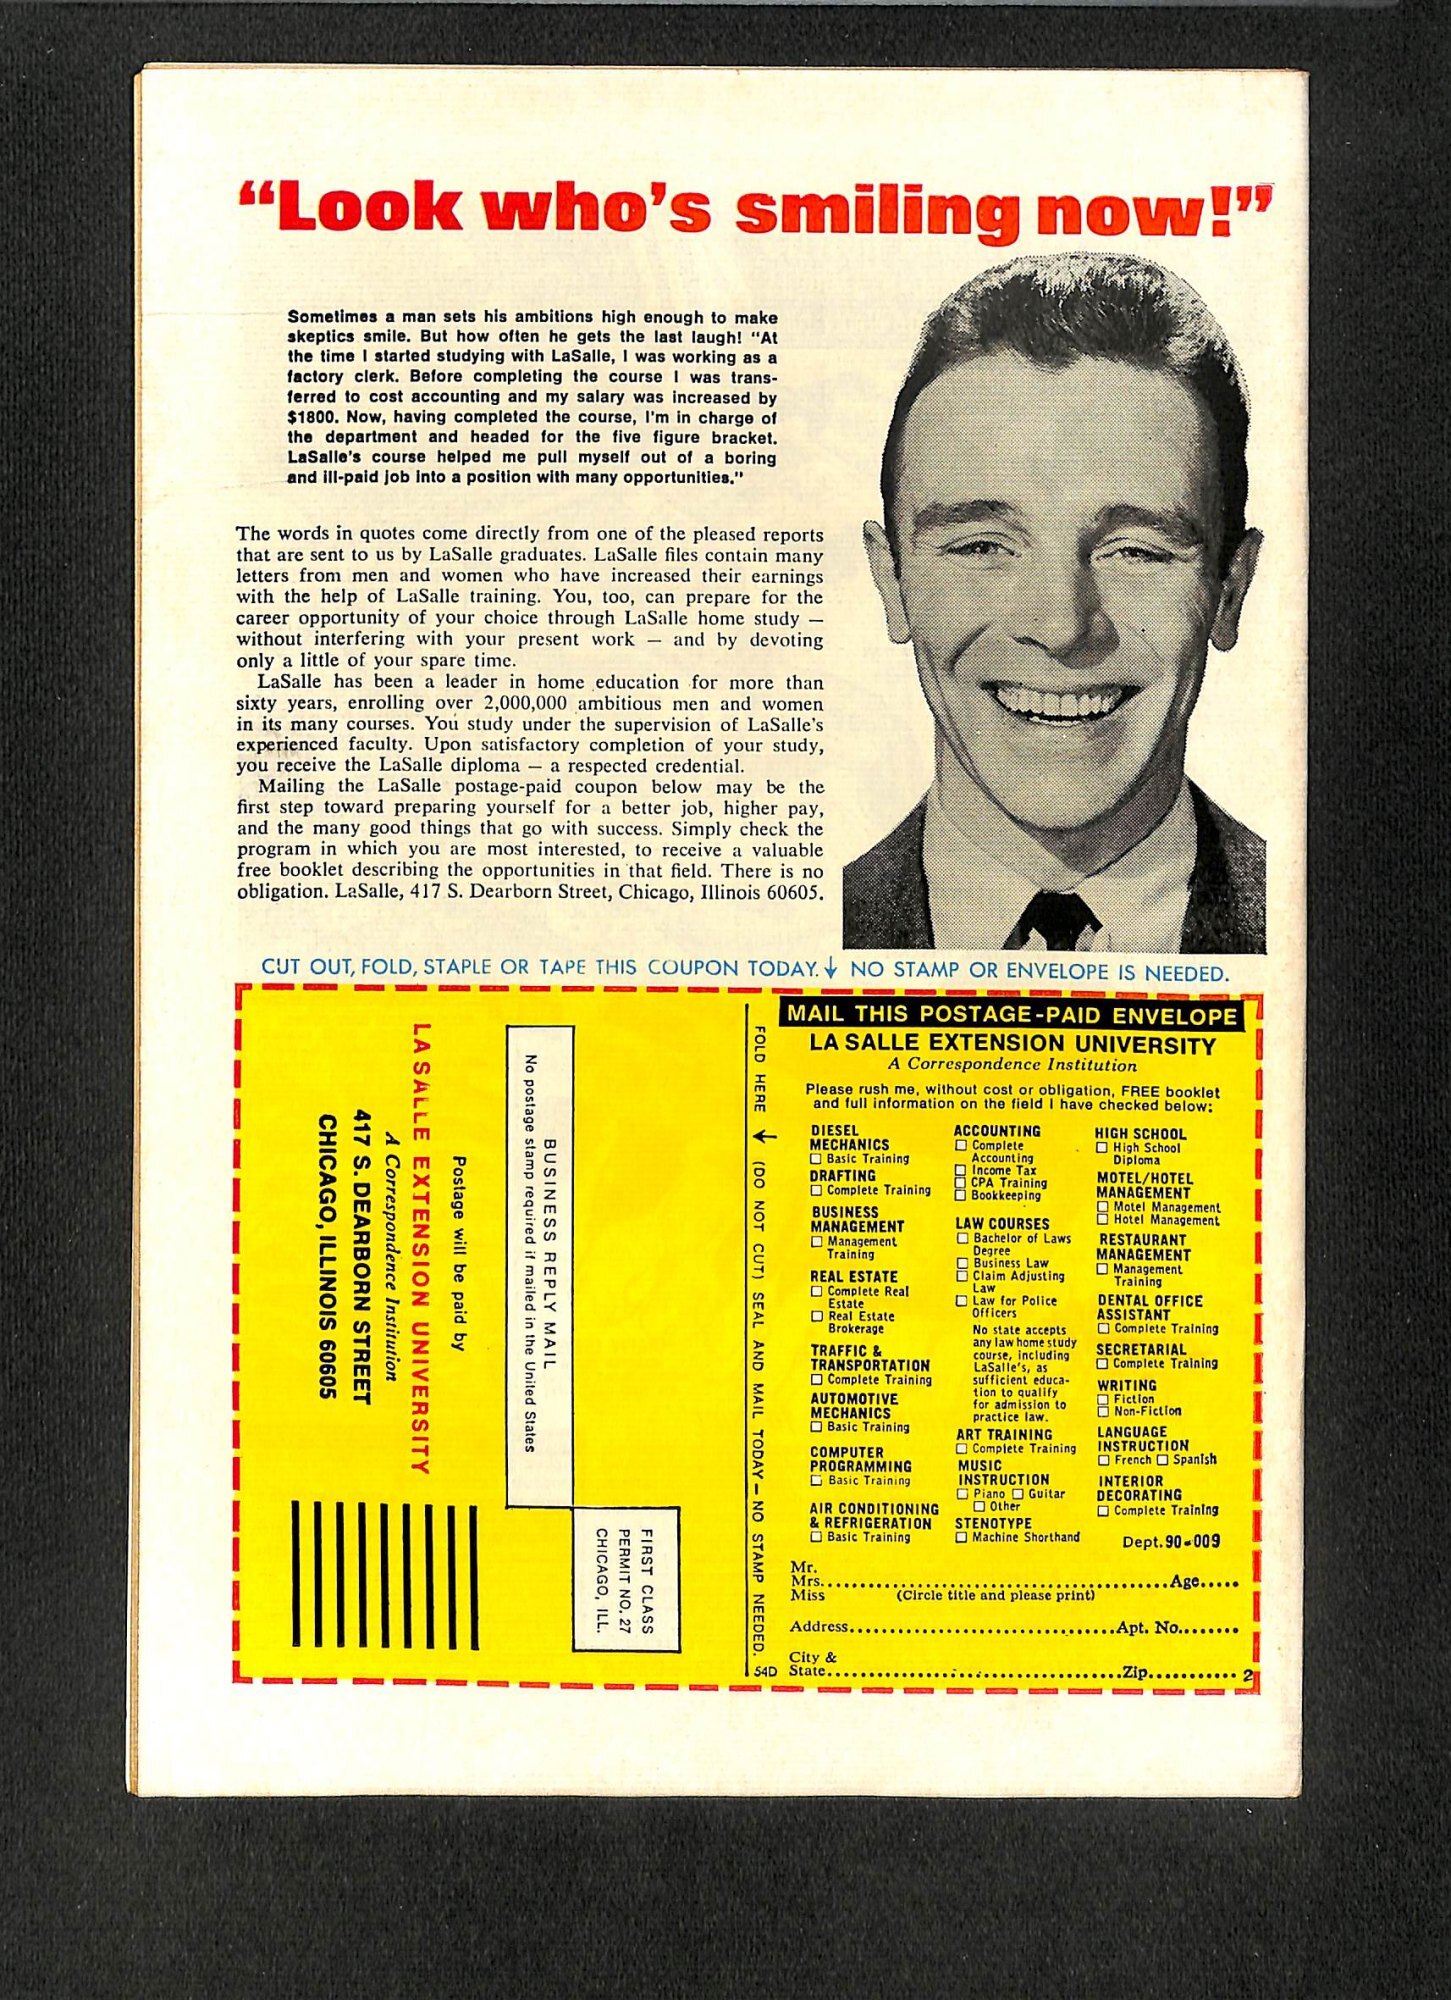 “Look who’s smiling now!”
Sometimes a man sets his ambitions high enough to make
skeptics smile. But how often he gets the last laugh! “At
the time I started studying with LaSalle, I was working as a
factory clerk. Before completing the course I was trans-
ferred to cost accounting and my salary was increased by
$1800. Now, having completed the course, I’m in charge of
the department and headed for the five figure bracket.
LaSalle’s course helped me pull myself out of a boring
and ill-paid job into a position with many opportunities.”
The words in quotes come directly from one of the pleased reports
that are sent to us by LaSalle graduates. LaSalle files contain many
letters from men and women who have increased their earnings
with the help of LaSalle training. You, too, can prepare for the
career opportunity of your choice through LaSalle home study —
without interfering with your present work — and by devoting
only a little of your spare time.
LaSalle has been a leader in home education for more than
sixty years, enrolling over 2,000,000 ambitious men and women
in its many courses. You study under the supervision of LaSalle’s
experienced faculty. Upon satisfactory completion of your study,
you receive the LaSalle diploma — a respected credential.
Mailing the LaSalle postage-paid coupon below may be the
first step toward preparing yourself for a better job, higher pay,
and the many good things that go with success. Simply check the
program in which you are most interested, to receive a valuable
free booklet describing the opportunities in that field. There is no
obligation. LaSalle, 417 S. Dearborn Street, Chicago, Illinois 60605.
CUT OUT, FOLD, STAPLE OR TAPE THIS COUPON TODAY. ↓ NO STAMP OR ENVELOPE IS NEEDED.
FIRST CLASS
PERMIT NO. 27
CHICAGO, ILL.
BUSINESS REPLY MAIL
No postage stamp required if mailed in the United States
Postage will be paid by
LA SALLE EXTENSION UNIVERSITY
A Correspondence Institution
417 S. DEARBORN STREET
CHICAGO, ILLINOIS 60605
FOLD HERE ↓ (DO NOT CUT) SEAL AND MAIL TODAY — NO STAMP NEEDED.
54D
MAIL THIS POSTAGE-PAID ENVELOPE
LA SALLE EXTENSION UNIVERSITY
A Correspondence Institution
Please rush me, without cost or obligation, FREE booklet
and full information on the field I have checked below:
DIESEL
MECHANICS
☐ Basic Training
DRAFTING
☐ Complete Training
BUSINESS
MANAGEMENT
☐ Management
Training
REAL ESTATE
☐ Complete Real
Estate
☐ Real Estate
Brokerage
TRAFFIC &
TRANSPORTATION
☐ Complete Training
AUTOMOTIVE
MECHANICS
☐ Basic Training
COMPUTER
PROGRAMMING
☐ Basic Training
AIR CONDITIONING
& REFRIGERATION
☐ Basic Training
ACCOUNTING
☐ Complete
Accounting
☐ Income Tax
☐ CPA Training
☐ Bookkeeping
LAW COURSES
☐ Bachelor of Laws
Degree
☐ Business Law
☐ Claim Adjusting
Law
☐ Law for Police
Officers
No state accepts
any law home study
course, including
LaSalle’s, as
sufficient educa-
tion to qualify
for admission to
practice law.
ART TRAINING
☐ Complete Training
MUSIC
INSTRUCTION
☐ Piano ☐ Guitar
☐ Other
STENOTYPE
☐ Machine Shorthand
HIGH SCHOOL
☐ High School
Diploma
MOTEL/HOTEL
MANAGEMENT
☐ Motel Management
☐ Hotel Management
RESTAURANT
MANAGEMENT
☐ Management
Training
DENTAL OFFICE
ASSISTANT
☐ Complete Training
SECRETARIAL
☐ Complete Training
WRITING
☐ Fiction
☐ Non-Fiction
LANGUAGE
INSTRUCTION
☐ French ☐ Spanish
INTERIOR
DECORATING
☐ Complete Training
Dept. 90-009
Mr.
Mrs. Age
Miss (Circle title and please print)
Address Apt. No.
City &
State Zip 2